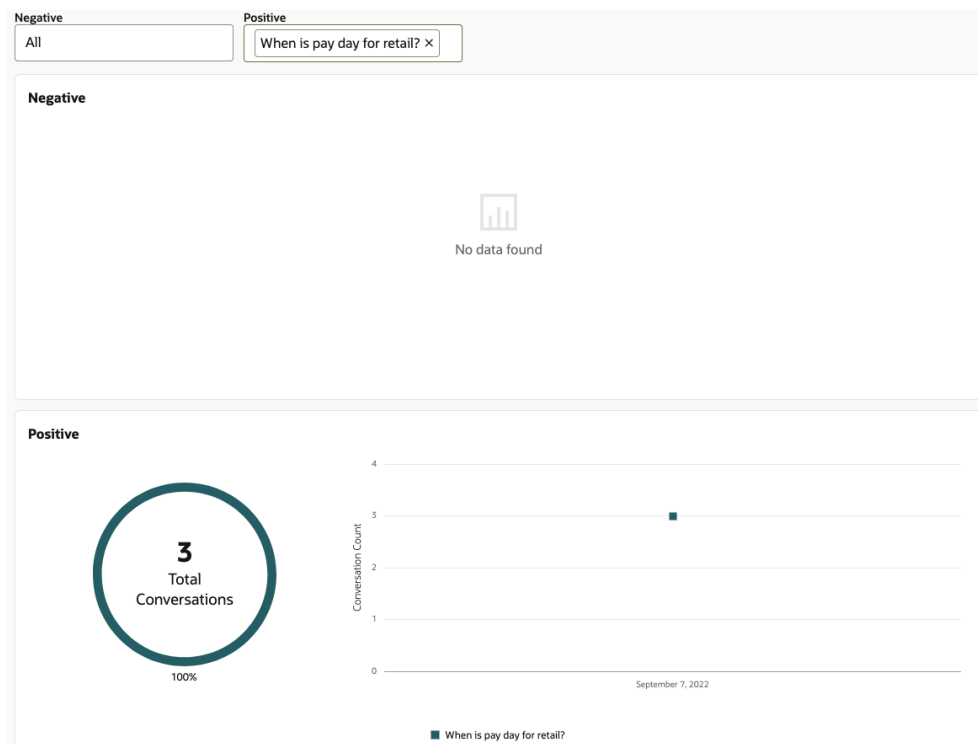 Negative
Positive
All
When is pay day for retail? ×
Negative
No data found
Positive
3
Total
Conversations
100%
Conversation Count
4
3
2
1
0
September 7, 2022
When is pay day for retail?